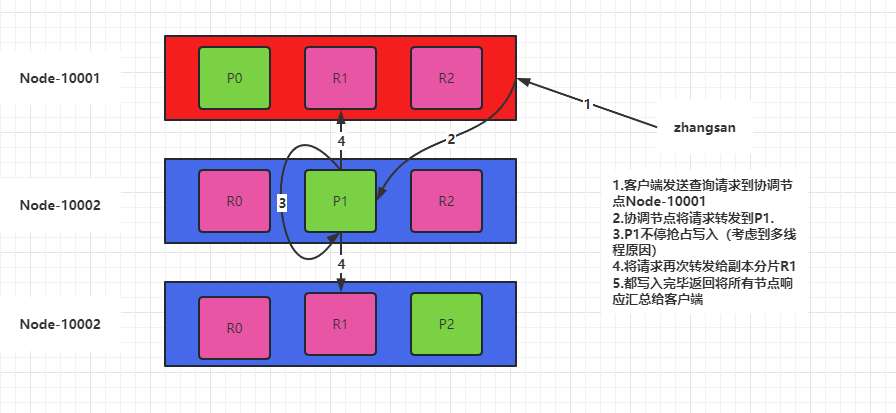 Node-10001
P0
R1
R2
1
zhangsan
4
2
Node-10002
R0
3
P1
R2
4
Node-10002
R0
R1
P2
1.客户端发送查询请求到协调节
点Node-10001
2.协调节点将请求转发到P1.
3.P1不停抢占写入（考虑到多线
程原因）
4.将请求再次转发给副本分片R1
5.都写入完毕返回将所有节点响
应汇总给客户端